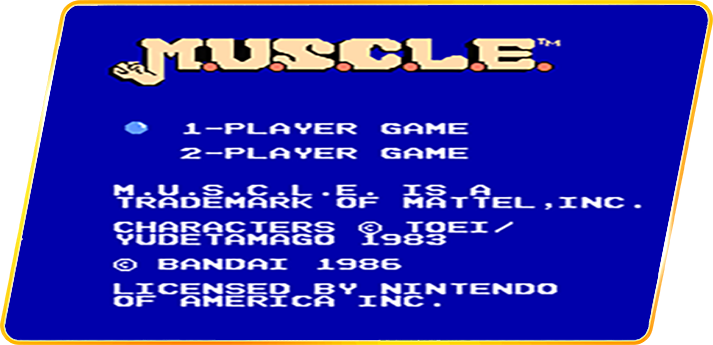 M.U.S.C.L.E.™
1-PLAYER GAME
2-PLAYER GAME
M.U.S.C.L.E. IS A
TRADEMARK OF MATTEL,INC.
CHARACTERS © TOEI/
YUDETAMAGO 1983
© BANDAI 1986
LICENSED BY NINTENDO
OF AMERICA INC.